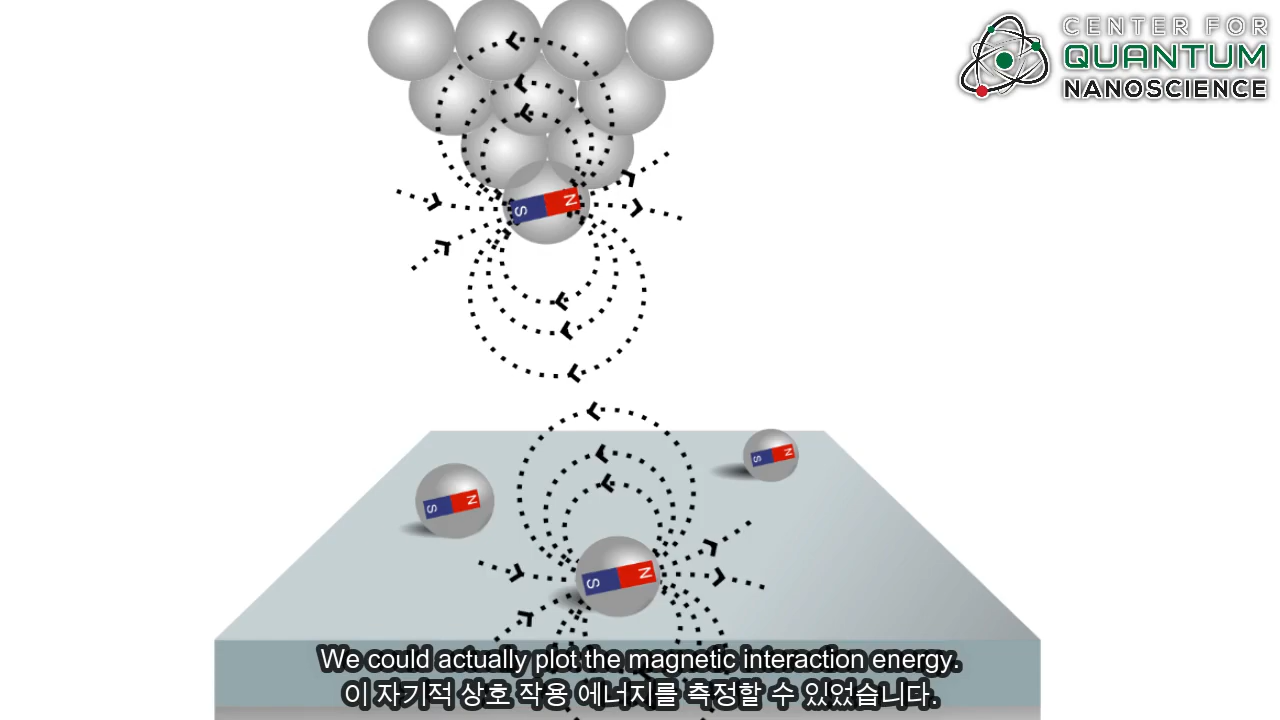 CENTER FOR
QUANTUM
NANOSCIENCE
S N
S N
S N
S N
We could actually plot the magnetic interaction energy.
이 자기적 상호 작용 에너지를 측정할 수 있었습니다.